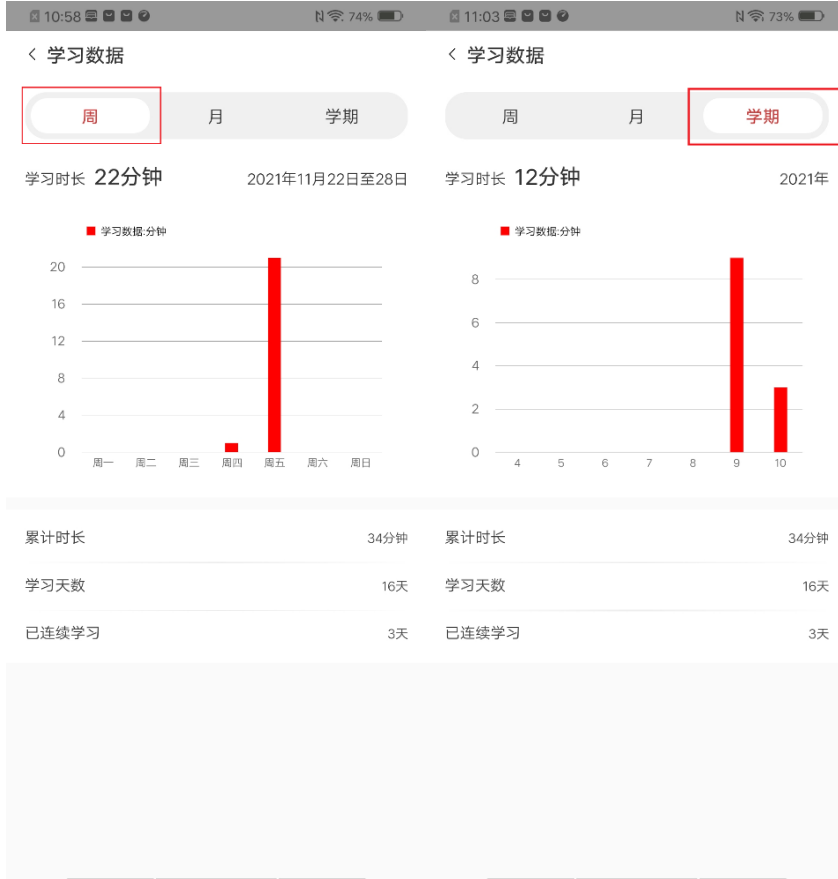 10:58
74%
学习数据
周 月 学期
学习时长 22分钟 2021年11月22日至28日
学习数据:分钟
20
16
12
8
4
0
周一 周二 周三 周四 周五 周六 周日
累计时长 34分钟
学习天数 16天
已连续学习 3天
11:03
73%
学习数据
周 月 学期
学习时长 12分钟 2021年
学习数据:分钟
8
6
4
2
0
4 5 6 7 8 9 10
累计时长 34分钟
学习天数 16天
已连续学习 3天